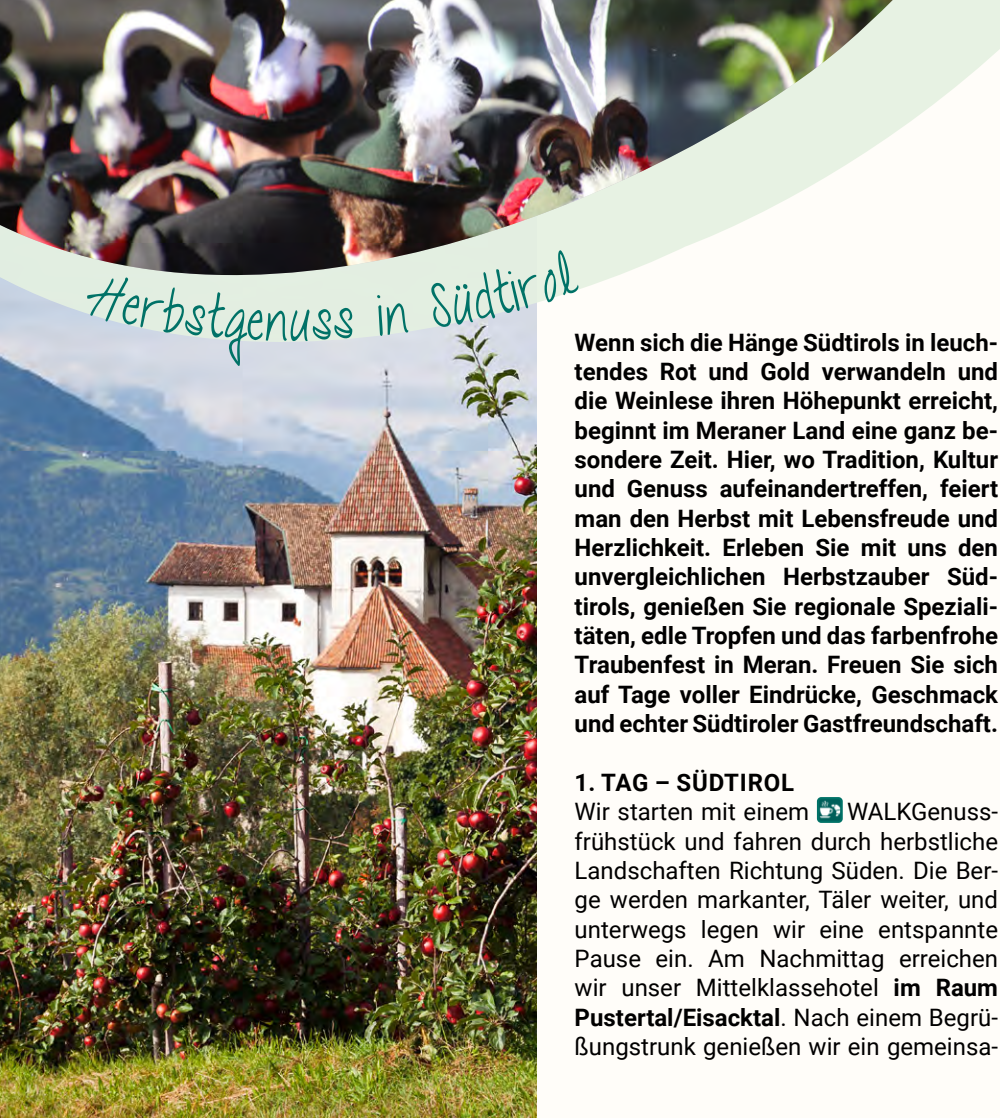 Herbstgenuss in Südtirol
Wenn sich die Hänge Südtirols in leuch-
tendes Rot und Gold verwandeln und
die Weinlese ihren Höhepunkt erreicht,
beginnt im Meraner Land eine ganz be-
sondere Zeit. Hier, wo Tradition, Kultur
und Genuss aufeinandertreffen, feiert
man den Herbst mit Lebensfreude und
Herzlichkeit. Erleben Sie mit uns den
unvergleichlichen Herbstzauber Süd-
tirols, genießen Sie regionale Speziali-
täten, edle Tropfen und das farbenfrohe
Traubenfest in Meran. Freuen Sie sich
auf Tage voller Eindrücke, Geschmack
und echter Südtiroler Gastfreundschaft.
1. TAG – SÜDTIROL
Wir starten mit einem WALKGenuss-
frühstück und fahren durch herbstliche
Landschaften Richtung Süden. Die Ber-
ge werden markanter, Täler weiter, und
unterwegs legen wir eine entspannte
Pause ein. Am Nachmittag erreichen
wir unser Mittelklassehotel im Raum
Pustertal/Eisacktal. Nach einem Begrü-
ßungstrunk genießen wir ein gemeinsa-